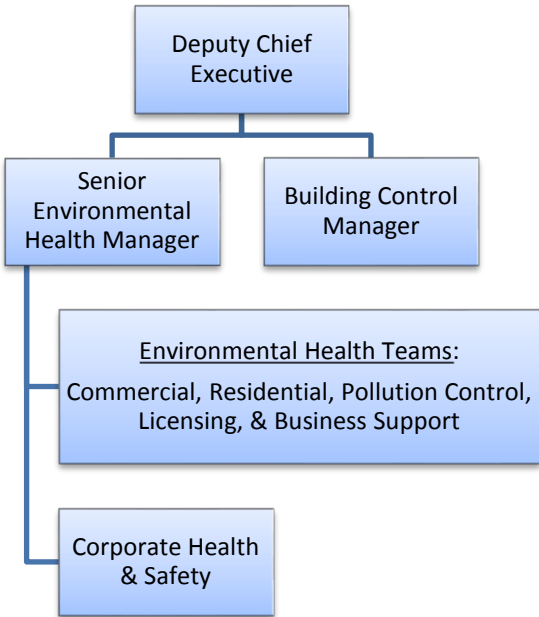 Deputy Chief
Executive
Senior
Environmental
Health Manager
Building Control
Manager
Environmental Health Teams:
Commercial, Residential, Pollution Control,
Licensing, & Business Support
Corporate Health
& Safety